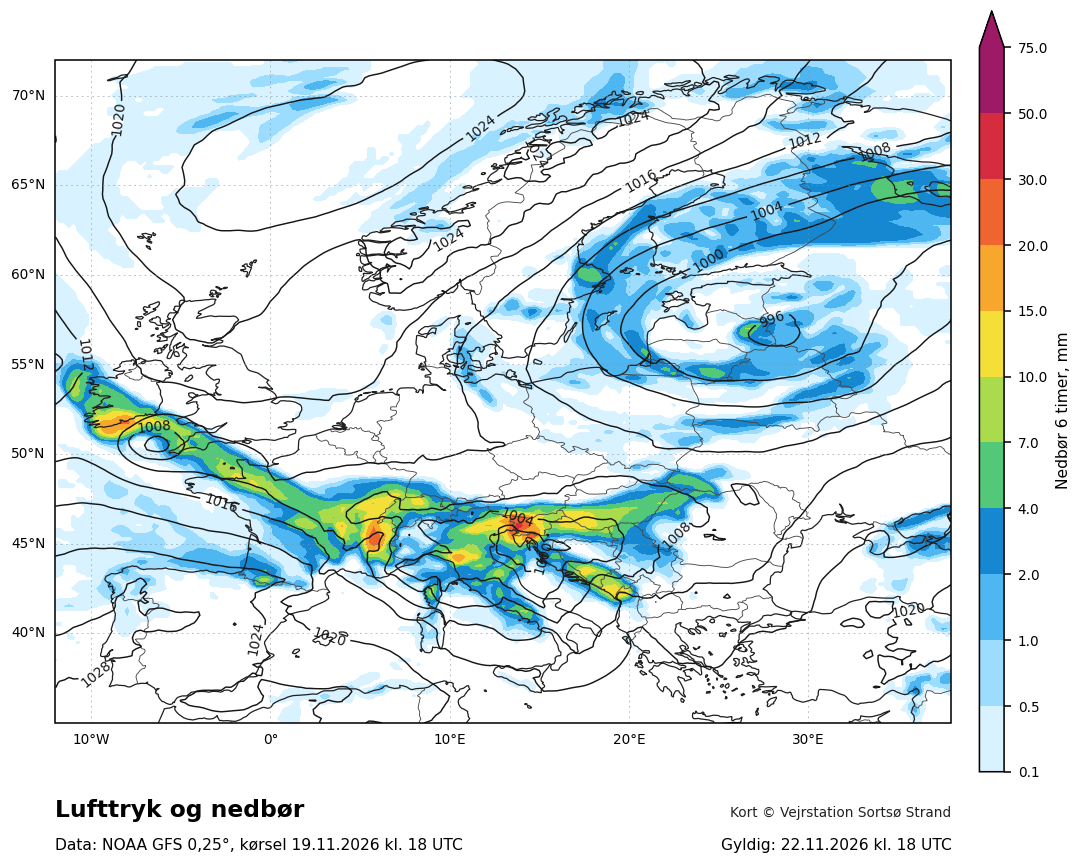 75.0
50.0
30.0
20.0
15.0
10.0
7.0
4.0
2.0
1.0
0.5
0.1
Nedbør 6 timer, mm
70°N
65°N
60°N
55°N
50°N
45°N
40°N
10°W
0°
10°E
20°E
30°E
1020
1024
1024
1024
1024
1012
1008
1016
1004
1000
996
1012
1008
1016
1004
1008
1024
1020
1020
1028
Lufttryk og nedbør
Kort © Vejrstation Sortsø Strand
Data: NOAA GFS 0,25°, kørsel 19.11.2026 kl. 18 UTC
Gyldig: 22.11.2026 kl. 18 UTC